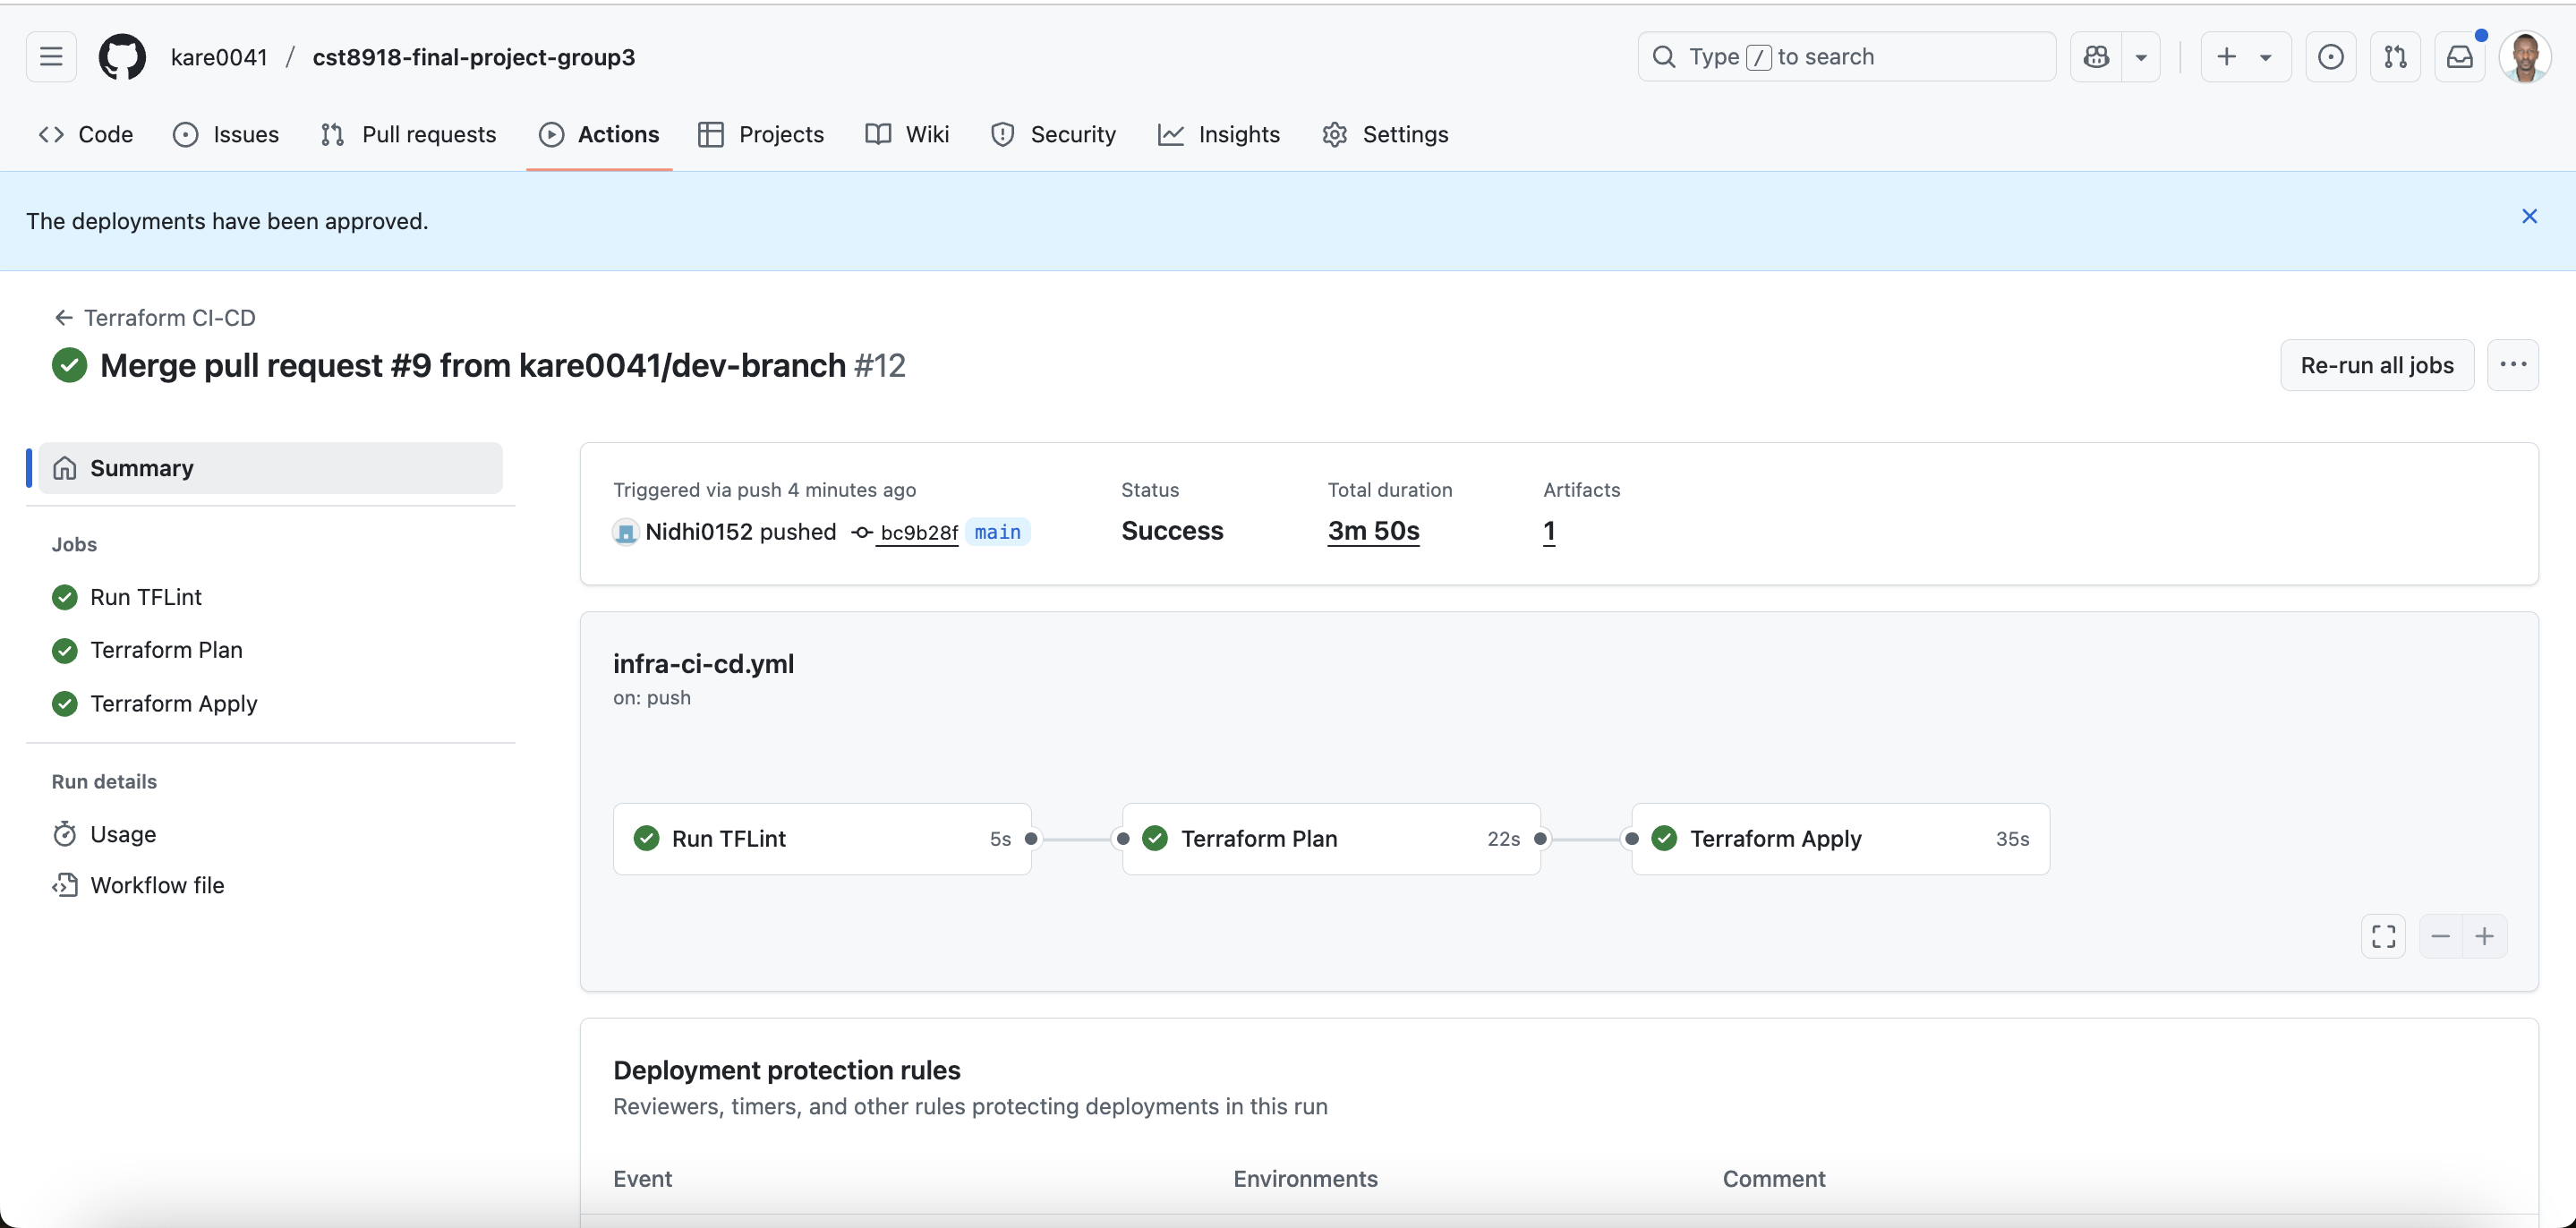 kare0041 / cst8918-final-project-group3
Type / to search
Code Issues Pull requests Actions Projects Wiki Security Insights Settings
The deployments have been approved.
Terraform CI-CD
Merge pull request #9 from kare0041/dev-branch #12
Re-run all jobs
Summary
Jobs
Run TFLint
Terraform Plan
Terraform Apply
Run details
Usage
Workflow file
Triggered via push 4 minutes ago
Nidhi0152 pushed bc9b28f main
Status
Success
Total duration
3m 50s
Artifacts
1
infra-ci-cd.yml
on: push
Run TFLint 5s
Terraform Plan 22s
Terraform Apply 35s
Deployment protection rules
Reviewers, timers, and other rules protecting deployments in this run
Event Environments Comment